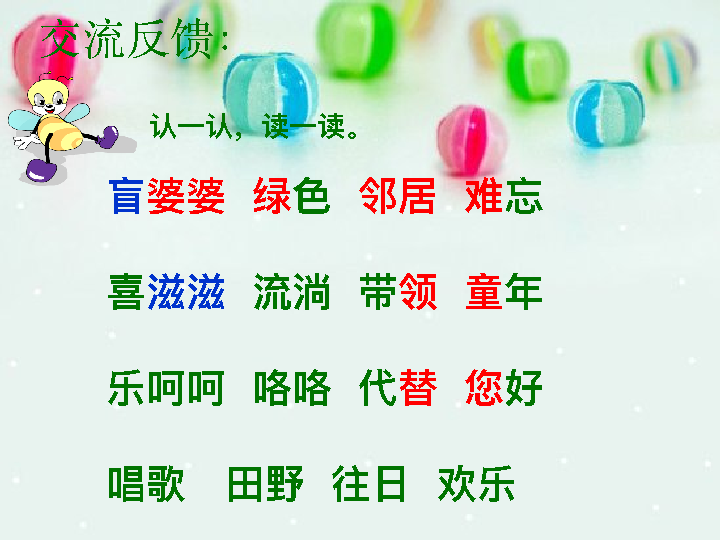 交流反馈：
认一认，读一读。
盲婆婆 绿色 邻居 难忘
喜滋滋 流淌 带领 童年
乐呵呵 咯咯 代替 您好
唱歌 田野 往日 欢乐